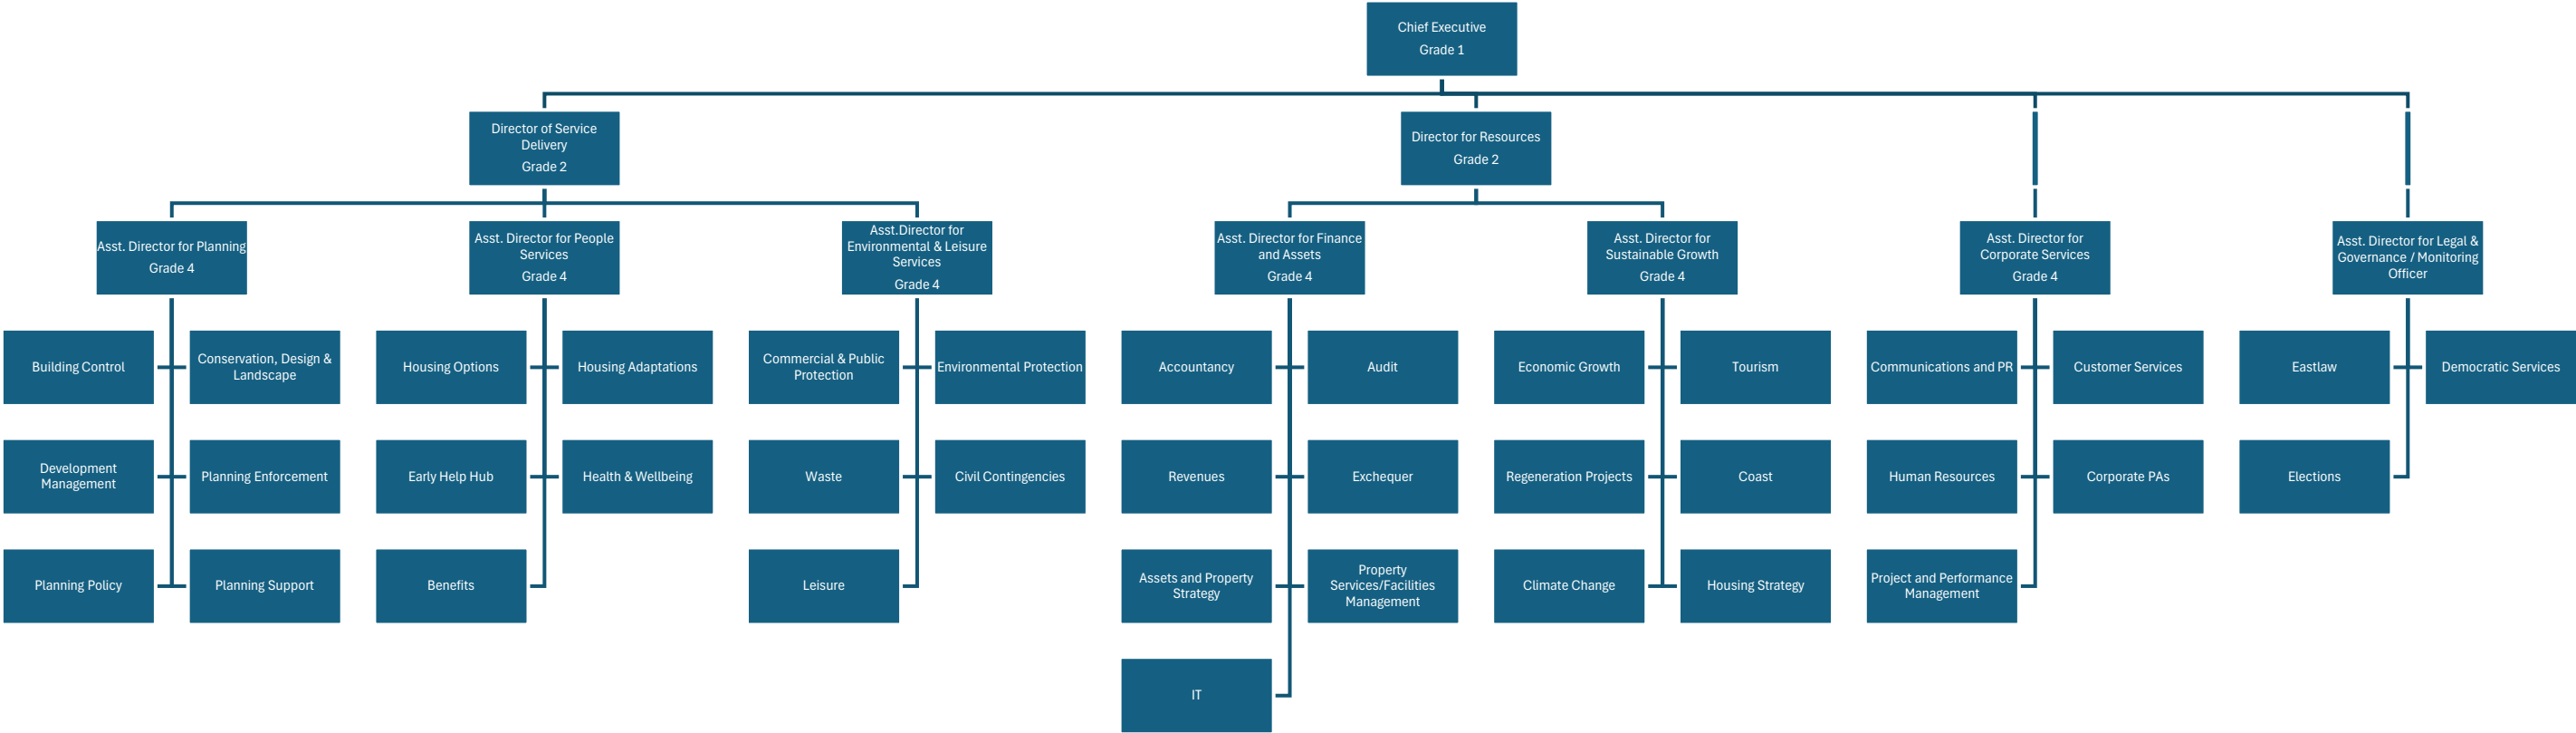 Chief Executive
Grade 1
Director of Service
Delivery
Grade 2
Director for Resources
Grade 2
Asst. Director for Planning
Grade 4
Asst. Director for People
Services
Grade 4
Asst.Director for
Environmental & Leisure
Services
Grade 4
Asst. Director for Finance
and Assets
Grade 4
Asst. Director for
Sustainable Growth
Grade 4
Asst. Director for
Corporate Services
Grade 4
Asst. Director for Legal &
Governance / Monitoring
Officer
Building Control
Conservation, Design &
Landscape
Housing Options
Housing Adaptations
Commercial & Public
Protection
Environmental Protection
Accountancy
Audit
Economic Growth
Tourism
Communications and PR
Customer Services
Eastlaw
Democratic Services
Development
Management
Planning Enforcement
Early Help Hub
Health & Wellbeing
Waste
Civil Contingencies
Revenues
Exchequer
Regeneration Projects
Coast
Human Resources
Corporate PAs
Elections
Planning Policy
Planning Support
Benefits
Leisure
Assets and Property
Strategy
Property
Services/Facilities
Management
Climate Change
Housing Strategy
Project and Performance
Management
IT